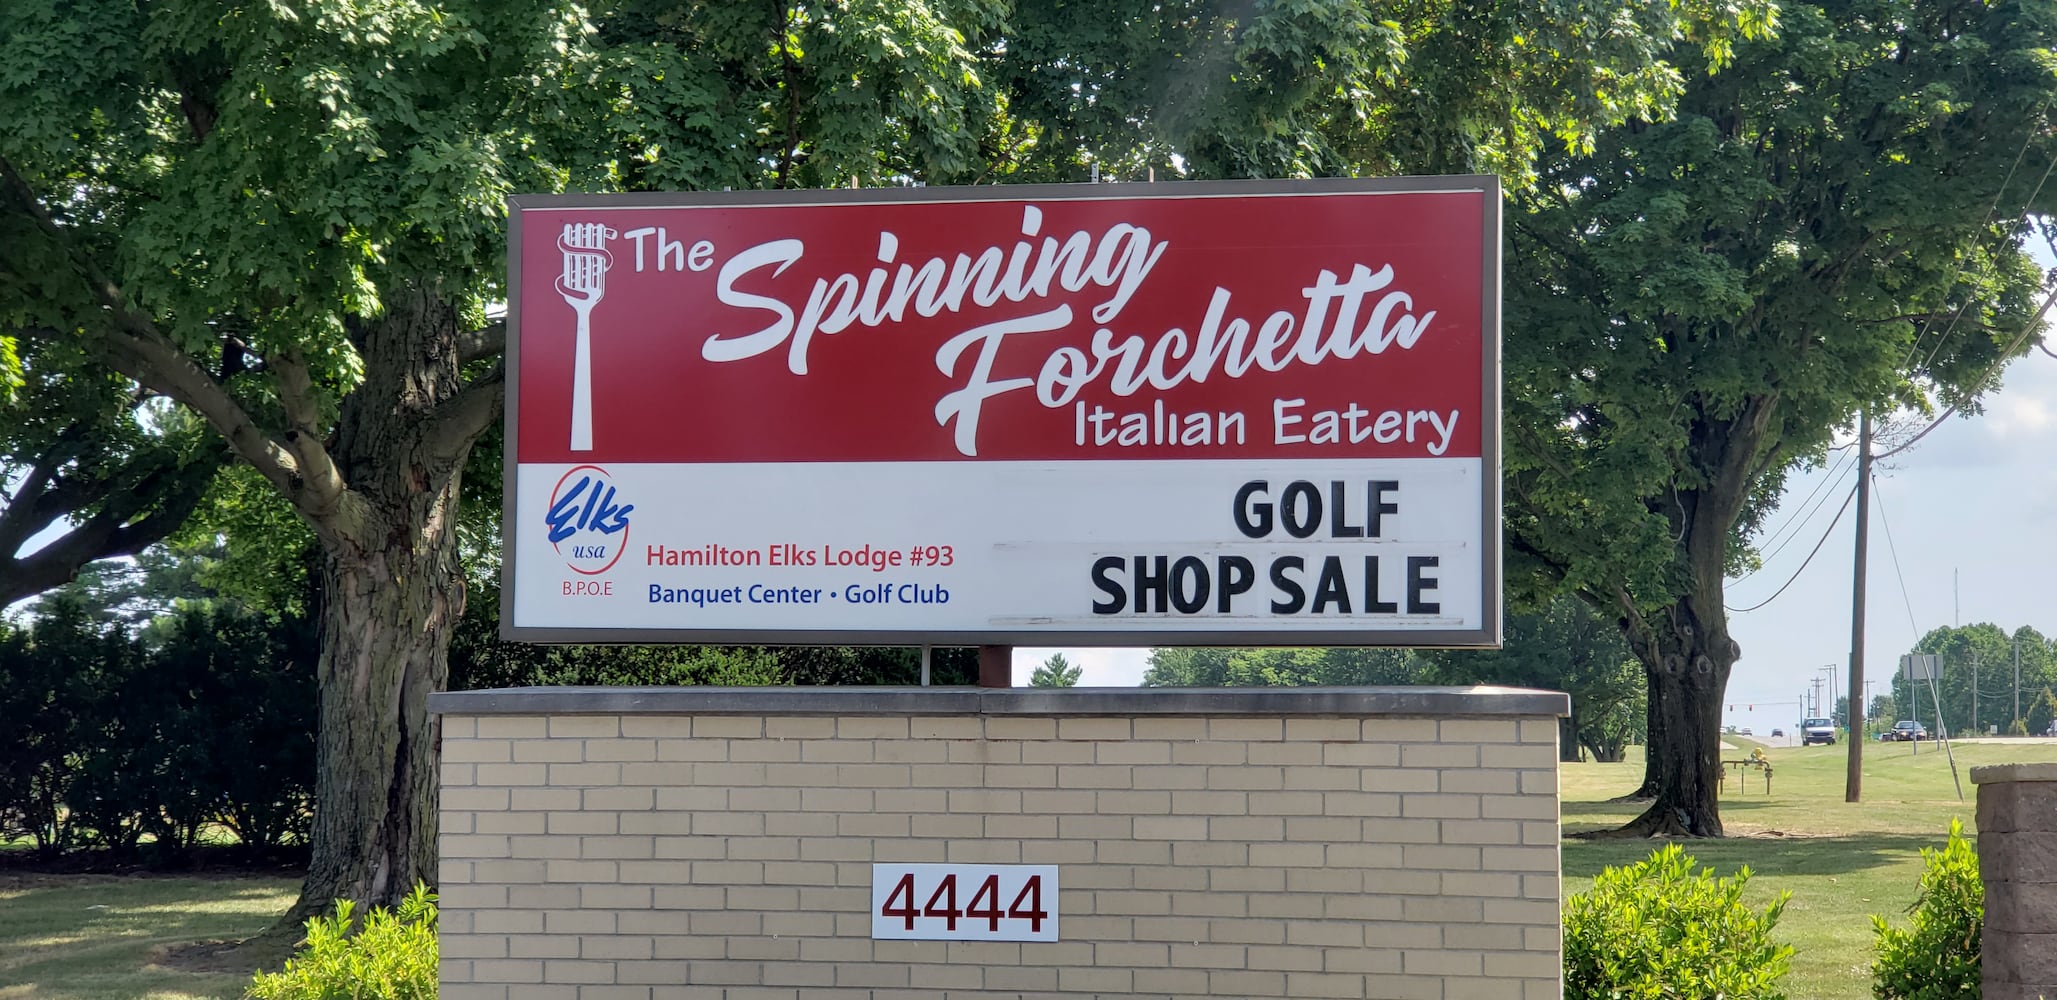 The Spinning
Forchetta
Italian Eatery
Elks
usa
B.P.O.E
Hamilton Elks Lodge #93
Banquet Center • Golf Club
GOLF
SHOP SALE
4444